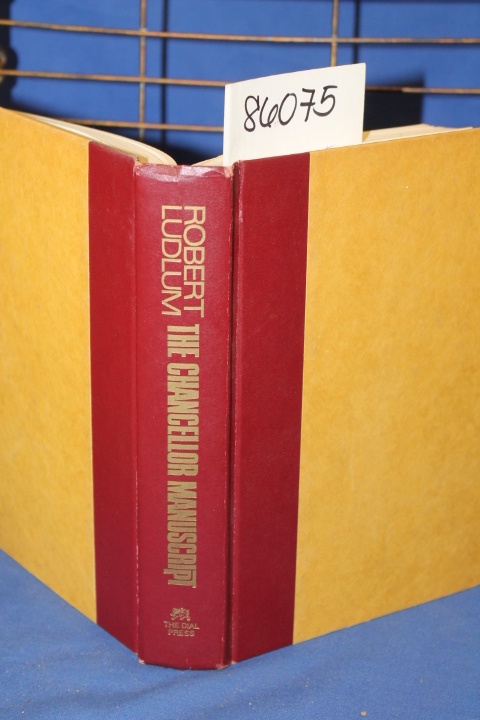 86075
ROBERT
LUDLUM
THE CHANCELLOR MANUSCRIPT
THE DIAL
PRESS